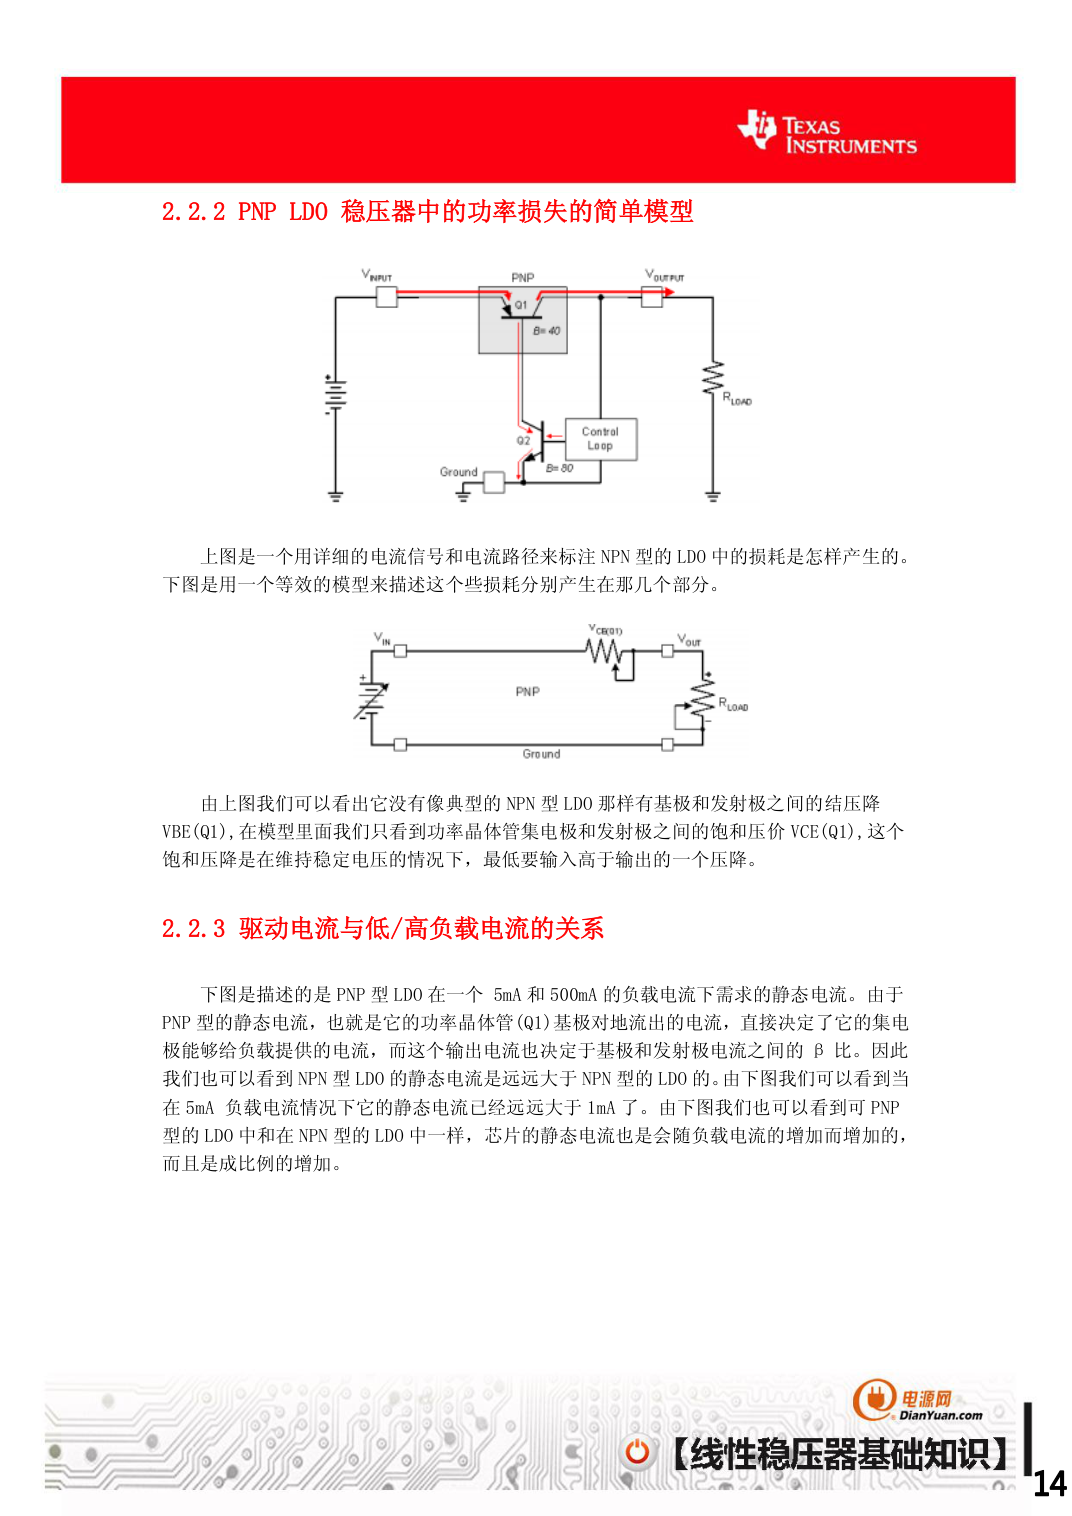 TEXAS
INSTRUMENTS
2.2.2 PNP LDO 稳压器中的功率损失的简单模型
VINPUT
PNP
VOUTPUT
Q1
B= 40
+
-
RLOAD
Control
Loop
Q2
B= 80
Ground
上图是一个用详细的电流信号和电流路径来标注 NPN 型的 LDO 中的损耗是怎样产生的。
下图是用一个等效的模型来描述这个些损耗分别产生在那几个部分。
VIN
VCE(Q1)
VOUT
+
+
PNP
RLOAD
-
-
Ground
由上图我们可以看出它没有像典型的 NPN 型 LDO 那样有基极和发射极之间的结压降
VBE(Q1),在模型里面我们只看到功率晶体管集电极和发射极之间的饱和压价 VCE(Q1),这个
饱和压降是在维持稳定电压的情况下，最低要输入高于输出的一个压降。
2.2.3 驱动电流与低/高负载电流的关系
下图是描述的是 PNP 型 LDO 在一个 5mA 和 500mA 的负载电流下需求的静态电流。由于
PNP 型的静态电流，也就是它的功率晶体管(Q1)基极对地流出的电流，直接决定了它的集电
极能够给负载提供的电流，而这个输出电流也决定于基极和发射极电流之间的 β 比。因此
我们也可以看到 NPN 型 LDO 的静态电流是远远大于 NPN 型的 LDO 的。由下图我们可以看到当
在 5mA 负载电流情况下它的静态电流已经远远大于 1mA 了。由下图我们也可以看到可 PNP
型的 LDO 中和在 NPN 型的 LDO 中一样，芯片的静态电流也是会随负载电流的增加而增加的，
而且是成比例的增加。
电源网
DianYuan.com
【线性稳压器基础知识】
14